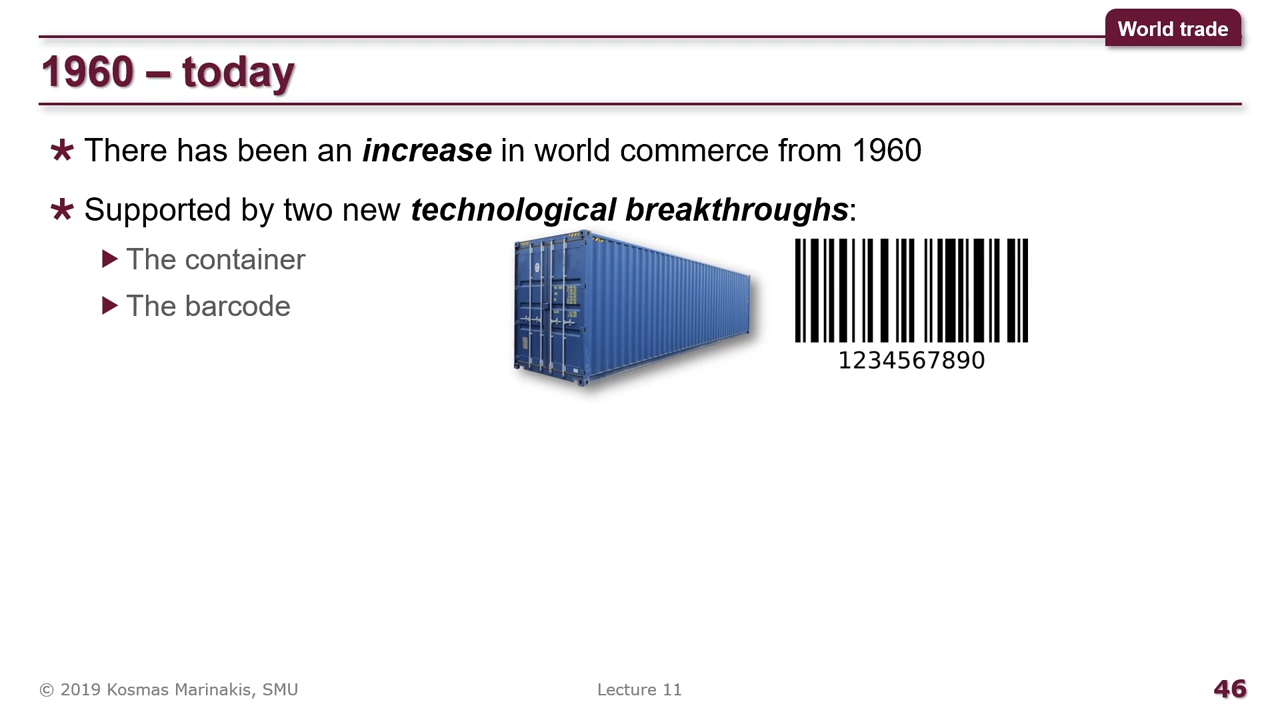 World trade
1960 – today
* There has been an increase in world commerce from 1960
* Supported by two new technological breakthroughs:
▶ The container
▶ The barcode
1234567890
© 2019 Kosmas Marinakis, SMU
Lecture 11
46